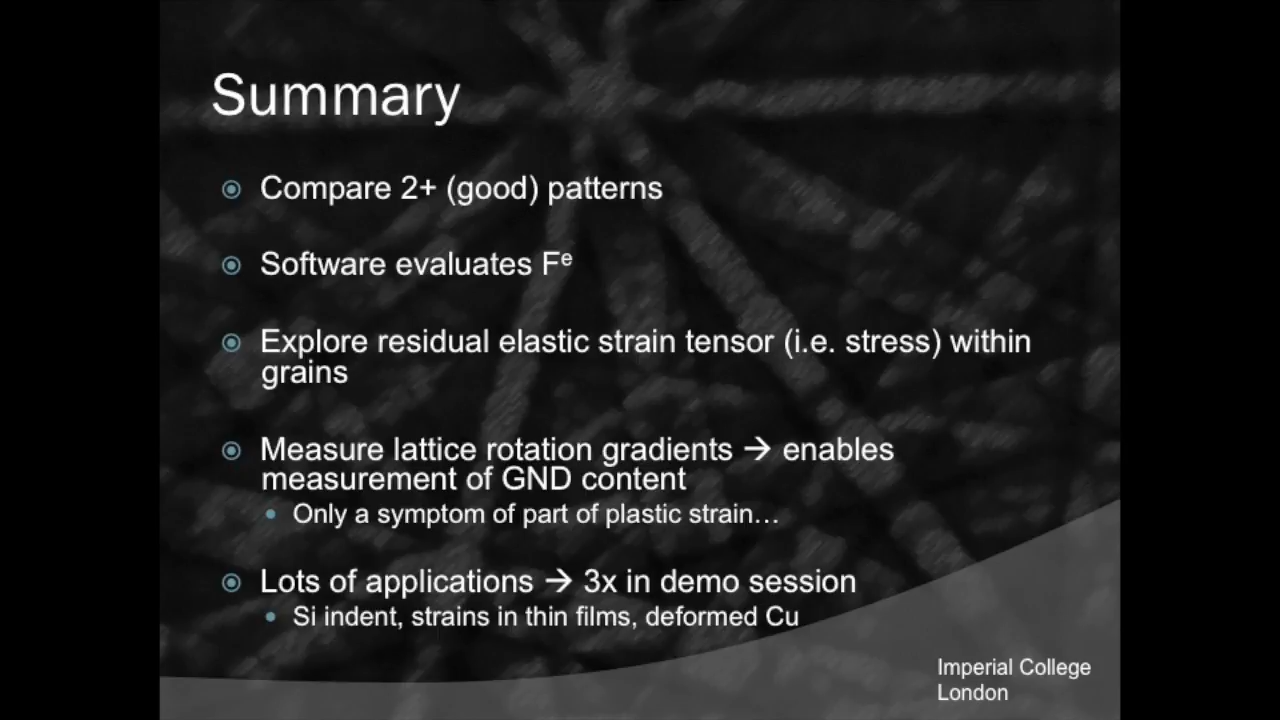 Summary
Compare 2+ (good) patterns
Software evaluates Fᵉ
Explore residual elastic strain tensor (i.e. stress) within
grains
Measure lattice rotation gradients → enables
measurement of GND content
Only a symptom of part of plastic strain…
Lots of applications → 3x in demo session
Si indent, strains in thin films, deformed Cu
Imperial College
London